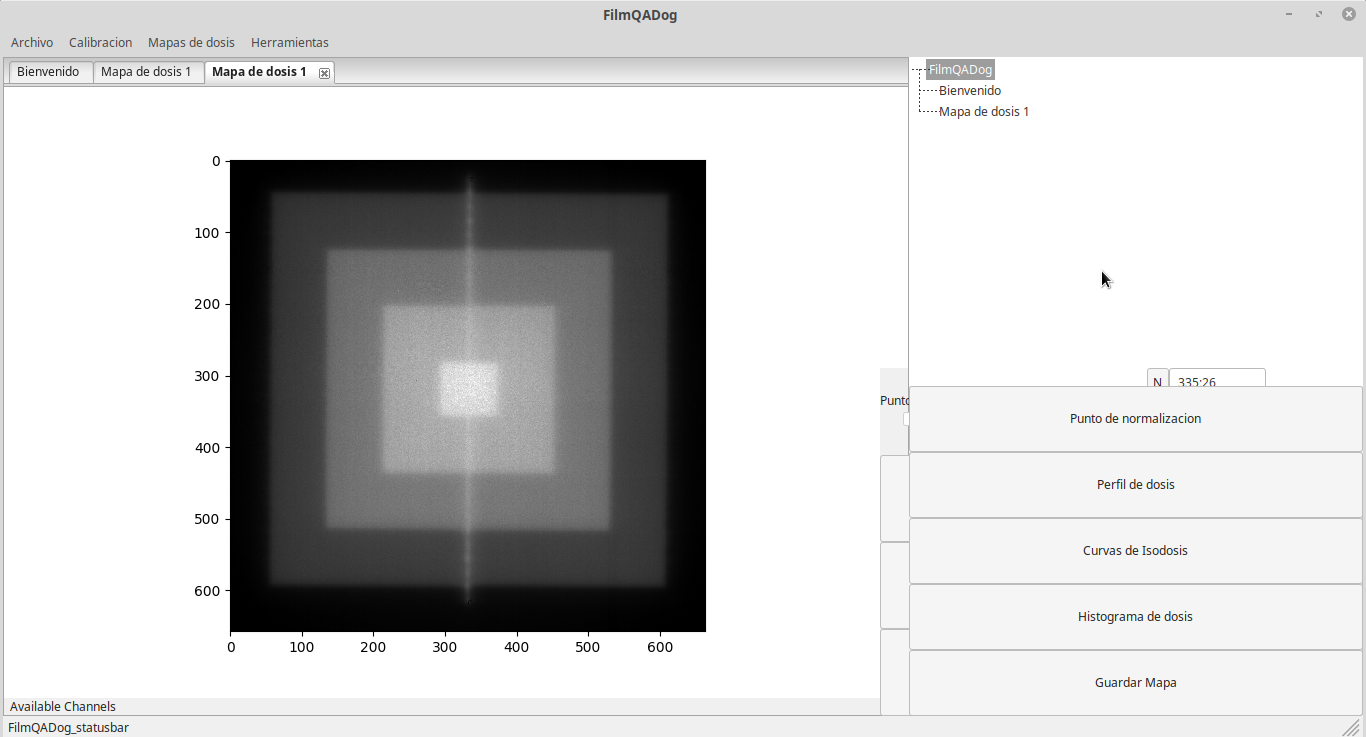 FilmQADog
Archivo Calibracion Mapas de dosis Herramientas
Bienvenido Mapa de dosis 1 Mapa de dosis 1
FilmQADog
Bienvenido
Mapa de dosis 1
0
100
200
300
400
500
600
0 100 200 300 400 500 600
N 335:26
Punto
Punto de normalizacion
Perfil de dosis
Curvas de Isodosis
Histograma de dosis
Guardar Mapa
Available Channels
FilmQADog_statusbar